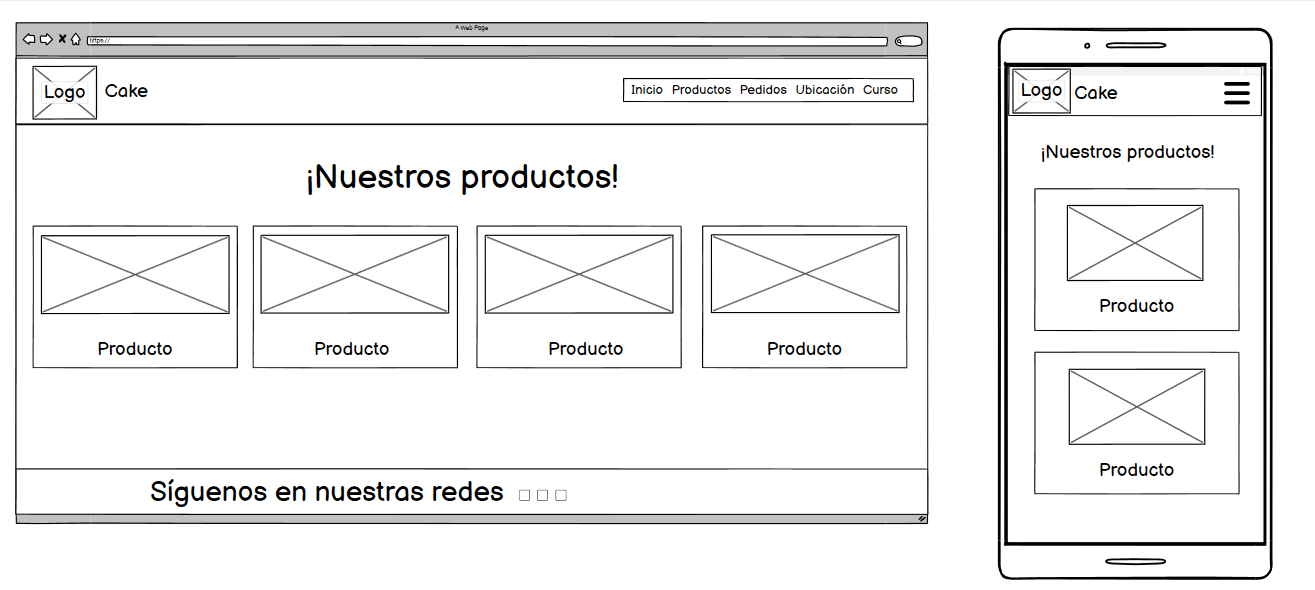 A Web Page
https://
Logo Cake
Inicio Productos Pedidos Ubicación Curso
¡Nuestros productos!
Producto Producto Producto Producto
Síguenos en nuestras redes
Logo Cake
¡Nuestros productos!
Producto
Producto